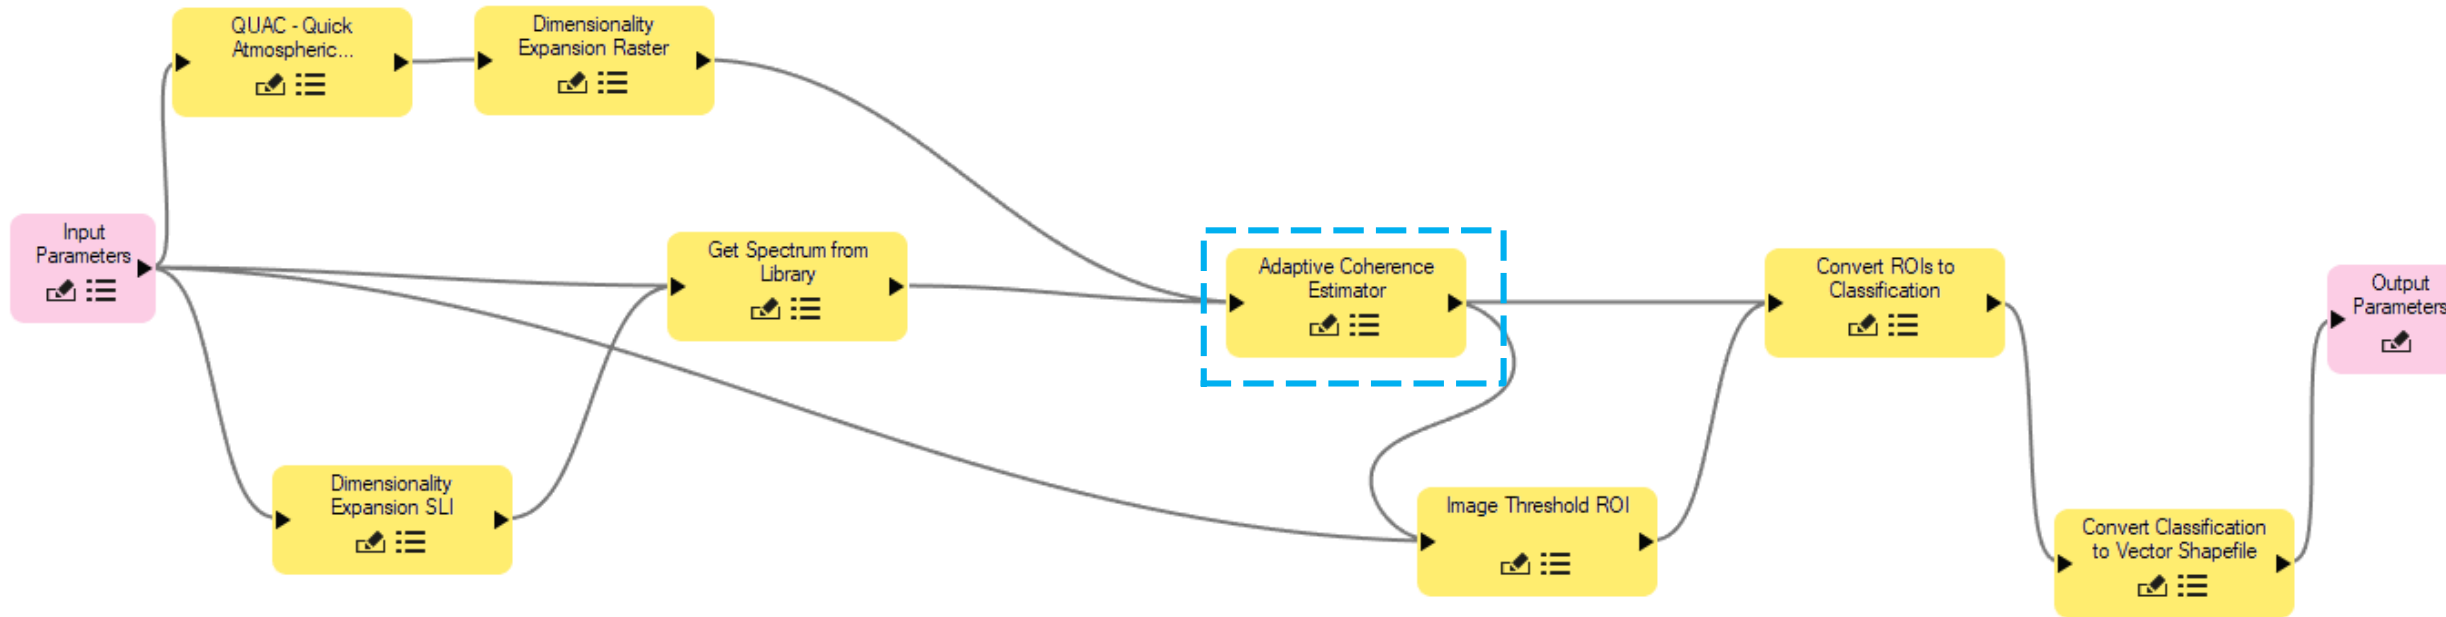 QUAC - Quick
Atmospheric...
Dimensionality
Expansion Raster
Input
Parameters
Get Spectrum from
Library
Adaptive Coherence
Estimator
Convert ROIs to
Classification
Output
Parameters
Dimensionality
Expansion SLI
Image Threshold ROI
Convert Classification
to Vector Shapefile